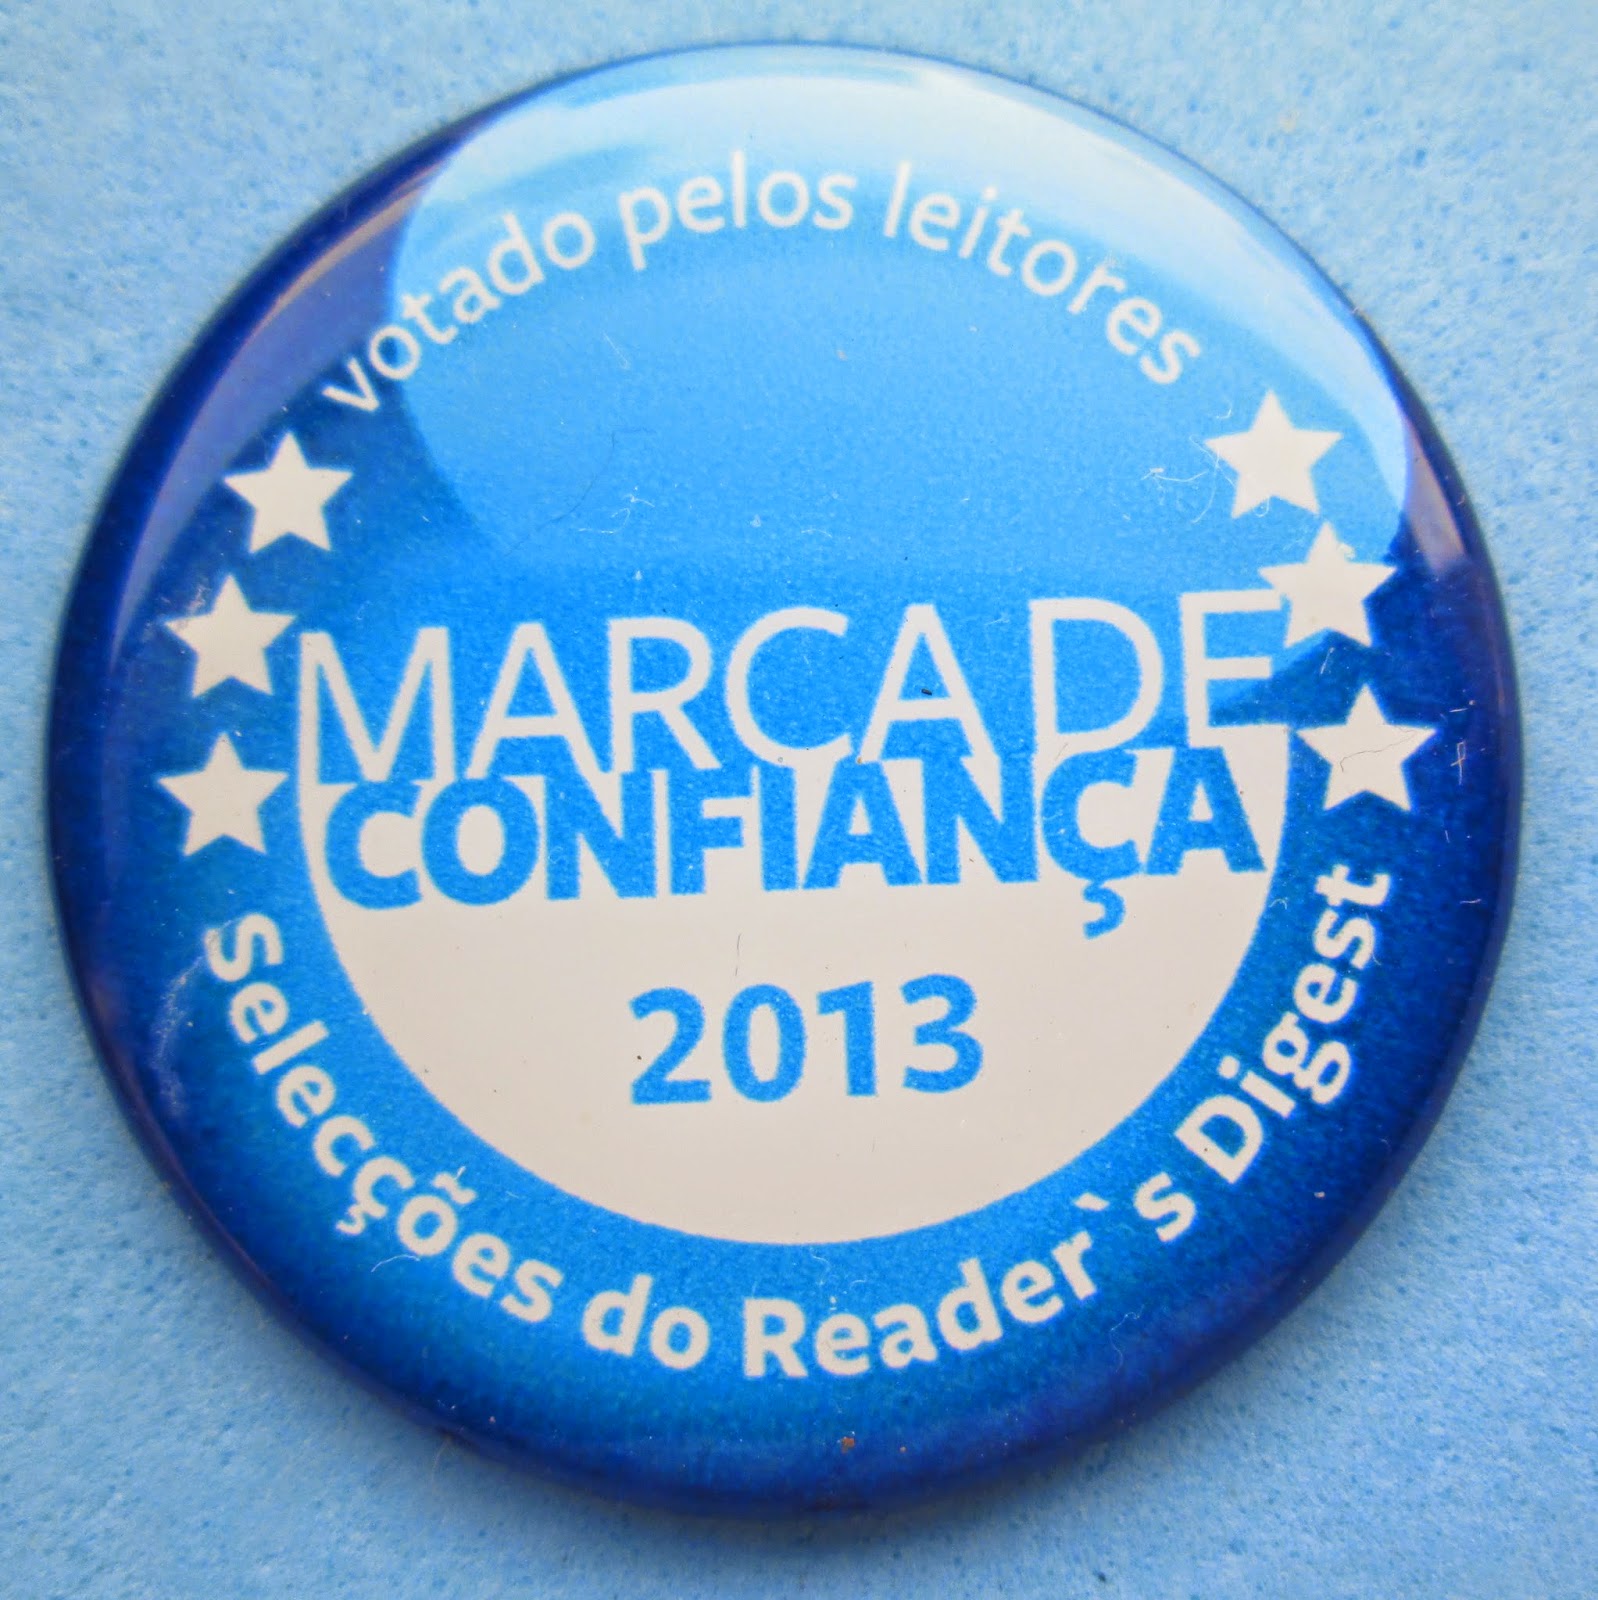 votado pelos leitores
MARCA DE
CONFIANÇA
2013
Selecções do Reader`s Digest